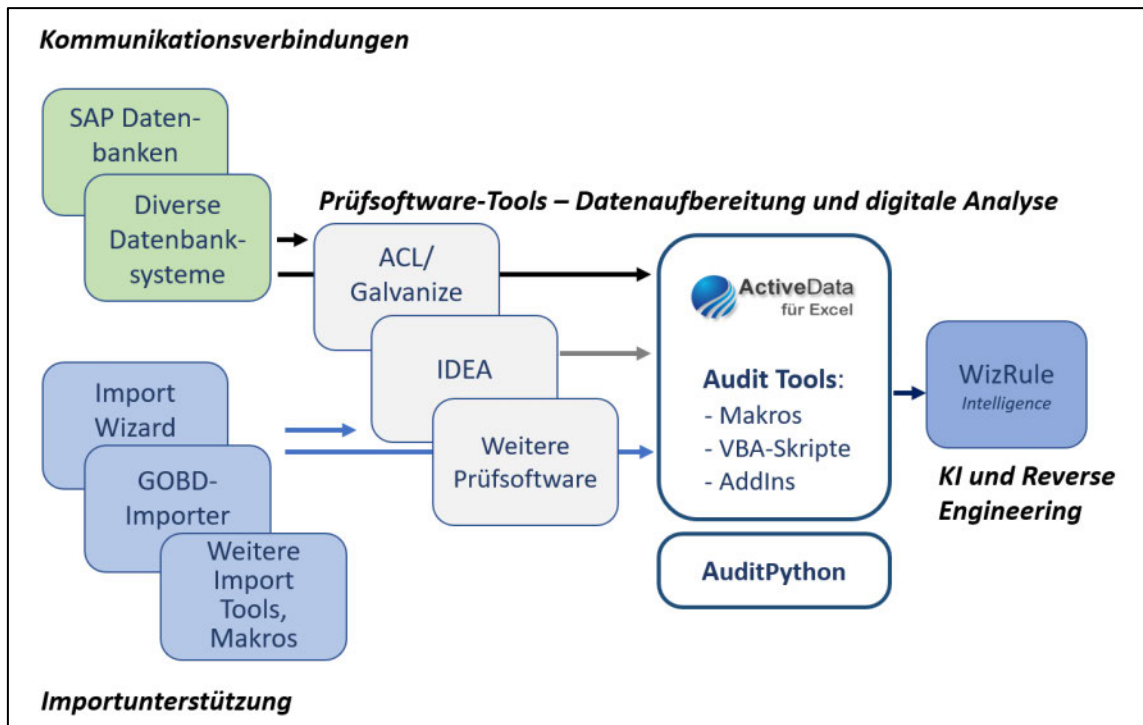 Kommunikationsverbindungen
SAP Daten-
banken
Diverse
Datenbank-
systeme
Prüfsoftware-Tools – Datenaufbereitung und digitale Analyse
ACL/
Galvanize
IDEA
Weitere
Prüfsoftware
ActiveData
für Excel
Audit Tools:
- Makros
- VBA-Skripte
- AddIns
AuditPython
WizRule
Intelligence
KI und Reverse
Engineering
Import
Wizard
GOBD-
Importer
Weitere
Import
Tools,
Makros
Importunterstützung